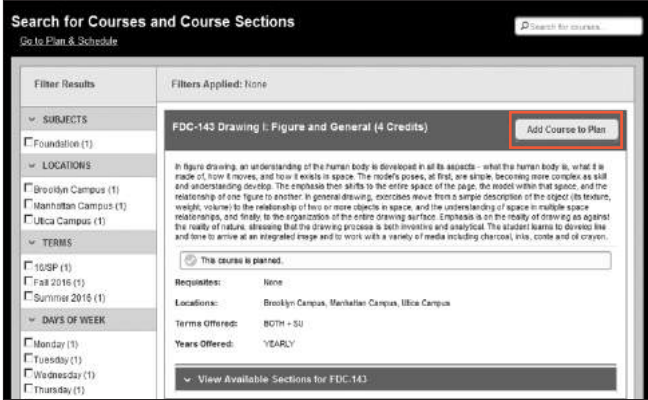 Search for Courses and Course Sections
Search for courses...
Go to Plan & Schedule
Filter Results
Filters Applied: None
SUBJECTS
Foundation (1)
LOCATIONS
Brooklyn Campus (1)
Manhattan Campus (1)
Utica Campus (1)
TERMS
16/SP (1)
Fall 2016 (1)
Summer 2016 (1)
DAYS OF WEEK
Monday (1)
Tuesday (1)
Wednesday (1)
Thursday (1)
FDC-143 Drawing I: Figure and General (4 Credits)
Add Course to Plan
In figure drawing, an understanding of the human body is developed in all its aspects - what the human body is, what it is
made of, how it moves, and how it exists in space. The model's poses, at first, are simple, becoming more complex as skill
and understanding develop. The emphasis then shifts to the entire space of the page, the model within that space, and the
relationship of one figure to another. In general drawing, exercises move from a simple description of the object (its texture,
weight, volume) to the relationship of two or more objects in space, and the understanding of space in multiple space
relationships, and finally, to the organization of the entire drawing surface. Emphasis is on the reality of drawing as against
the reality of nature, stressing that the drawing process is both inventive and analytical. The student learns to develop line
and tone to arrive at an integrated image and to work with a variety of media including charcoal, inks, conte and oil crayon.
This course is planned.
Requisites: None
Locations: Brooklyn Campus, Manhattan Campus, Utica Campus
Terms Offered: BOTH + SU
Years Offered: YEARLY
View Available Sections for FDC-143